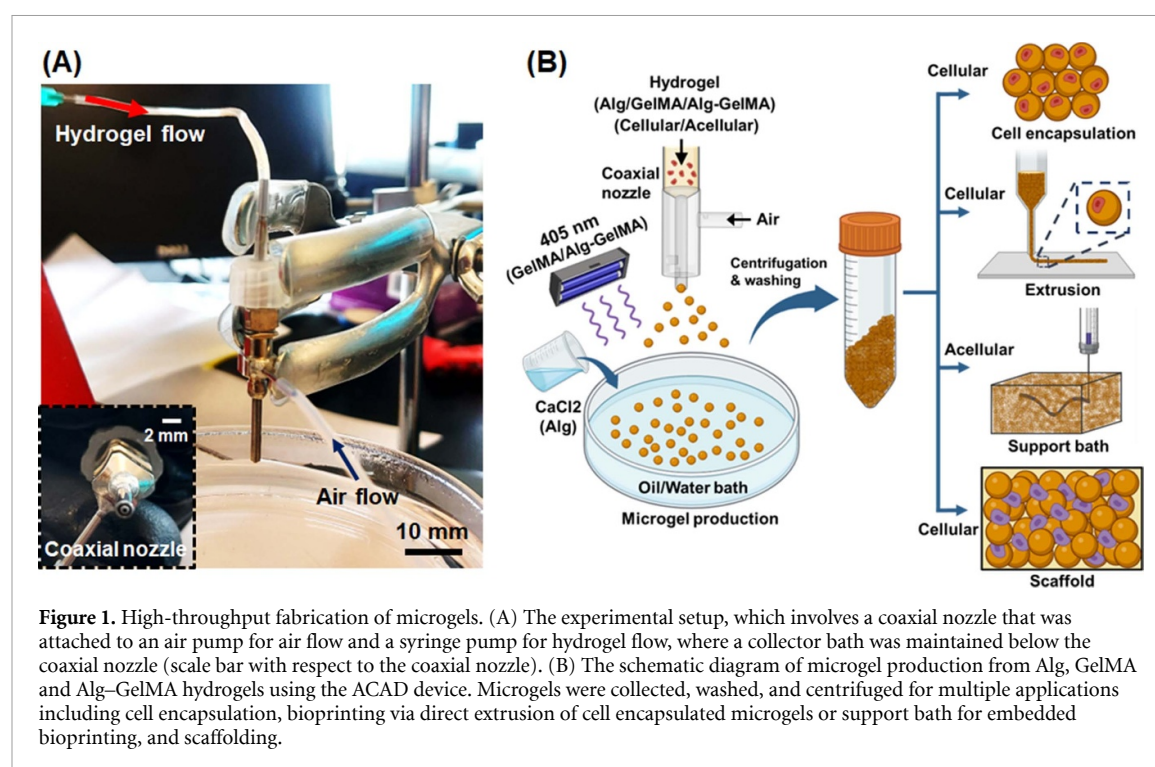 (A)
Hydrogel flow
2 mm
Air flow
Coaxial nozzle
10 mm
(B)
Hydrogel
(Alg/GelMA/Alg-GelMA)
(Cellular/Acellular)
Coaxial
nozzle
Air
405 nm
(GelMA/Alg-GelMA)
CaCl2
(Alg)
Oil/Water bath
Microgel production
Centrifugation
& washing
Cellular
Cell encapsulation
Cellular
Extrusion
Acellular
Support bath
Cellular
Scaffold
Figure 1. High-throughput fabrication of microgels. (A) The experimental setup, which involves a coaxial nozzle that was
attached to an air pump for air flow and a syringe pump for hydrogel flow, where a collector bath was maintained below the
coaxial nozzle (scale bar with respect to the coaxial nozzle). (B) The schematic diagram of microgel production from Alg, GelMA
and Alg–GelMA hydrogels using the ACAD device. Microgels were collected, washed, and centrifuged for multiple applications
including cell encapsulation, bioprinting via direct extrusion of cell encapsulated microgels or support bath for embedded
bioprinting, and scaffolding.